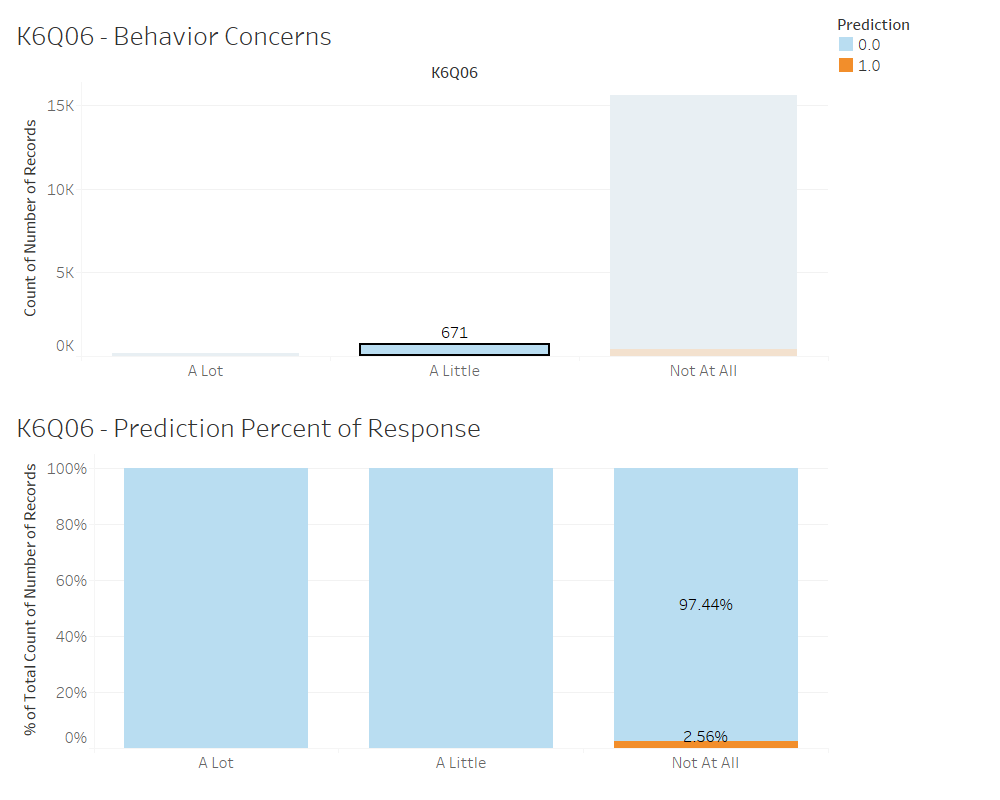 K6Q06 - Behavior Concerns
Prediction
0.0
1.0
K6Q06
Count of Number of Records
15K
10K
5K
0K
671
A Lot
A Little
Not At All
K6Q06 - Prediction Percent of Response
% of Total Count of Number of Records
100%
80%
60%
40%
20%
0%
97.44%
2.56%
A Lot
A Little
Not At All